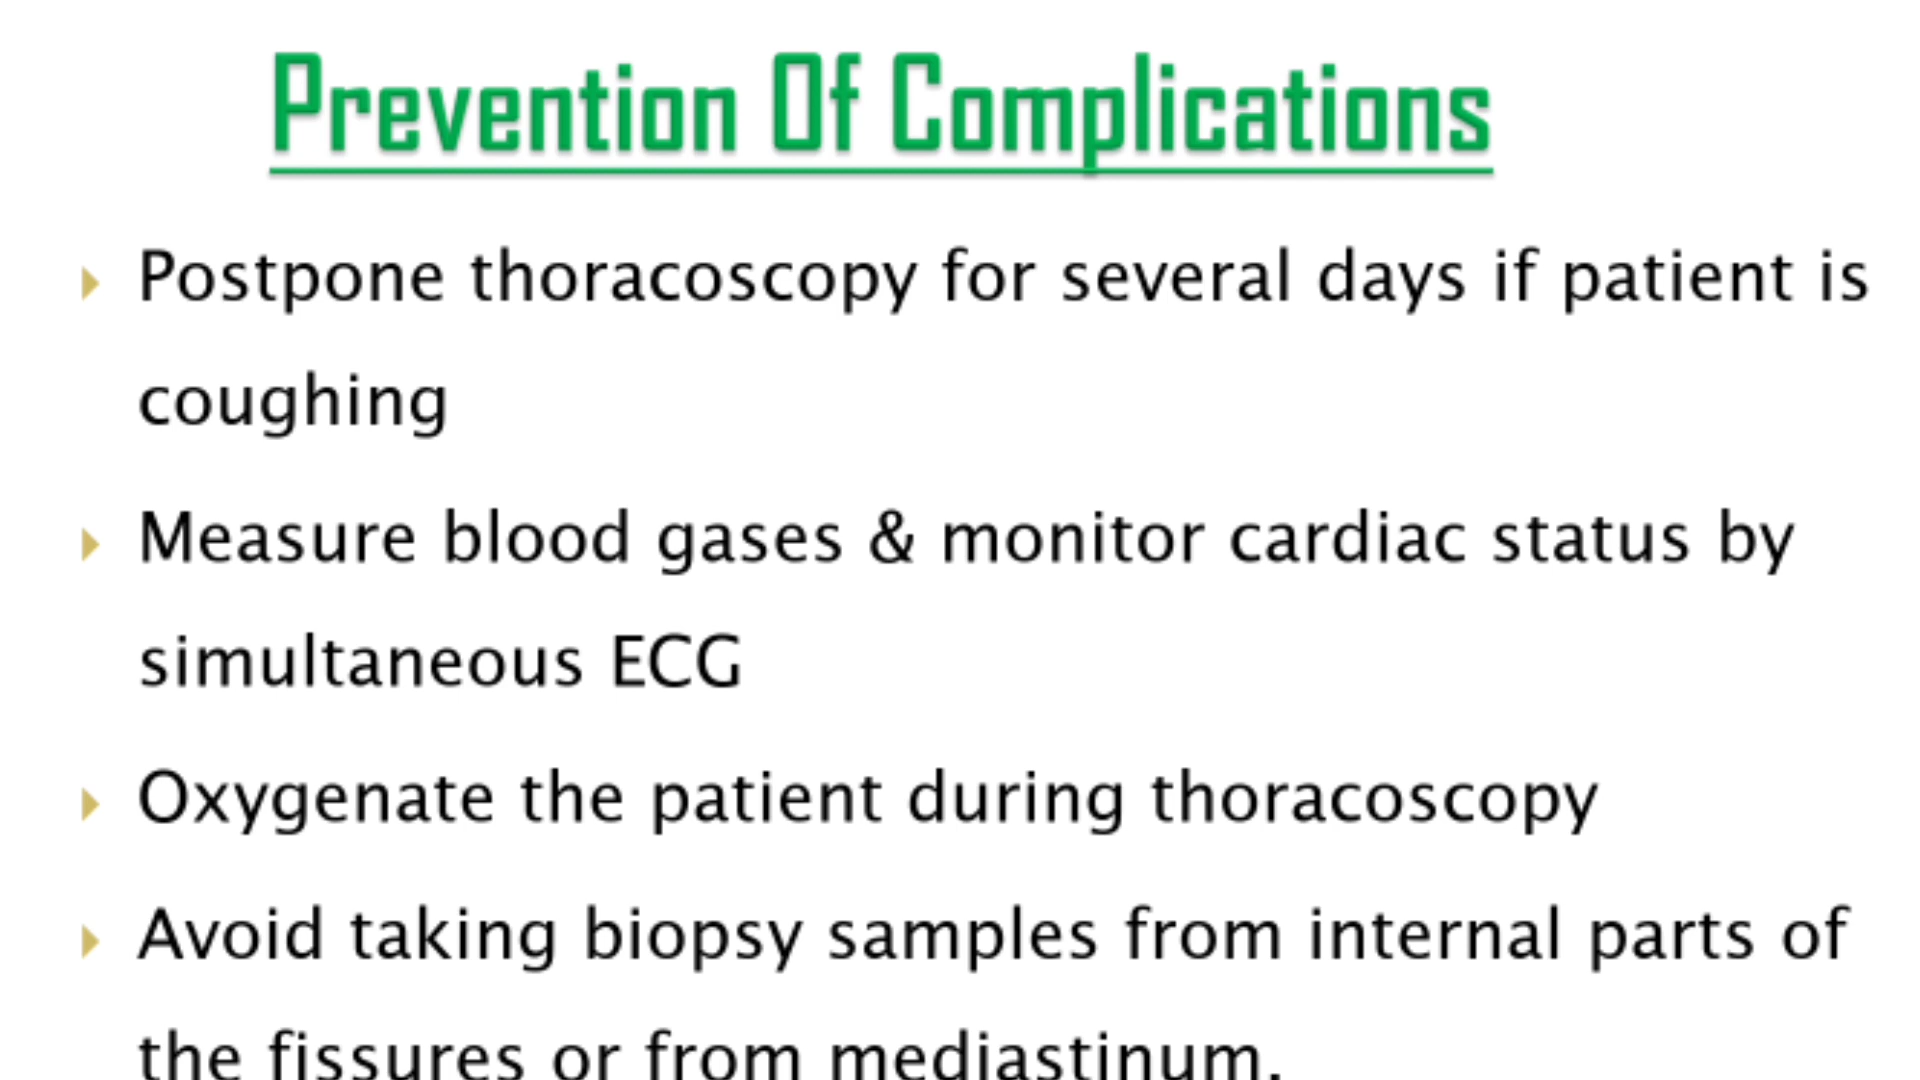 Prevention Of Complications
Postpone thoracoscopy for several days if patient is
coughing
Measure blood gases & monitor cardiac status by
simultaneous ECG
Oxygenate the patient during thoracoscopy
Avoid taking biopsy samples from internal parts of
the fissures or from mediastinum.